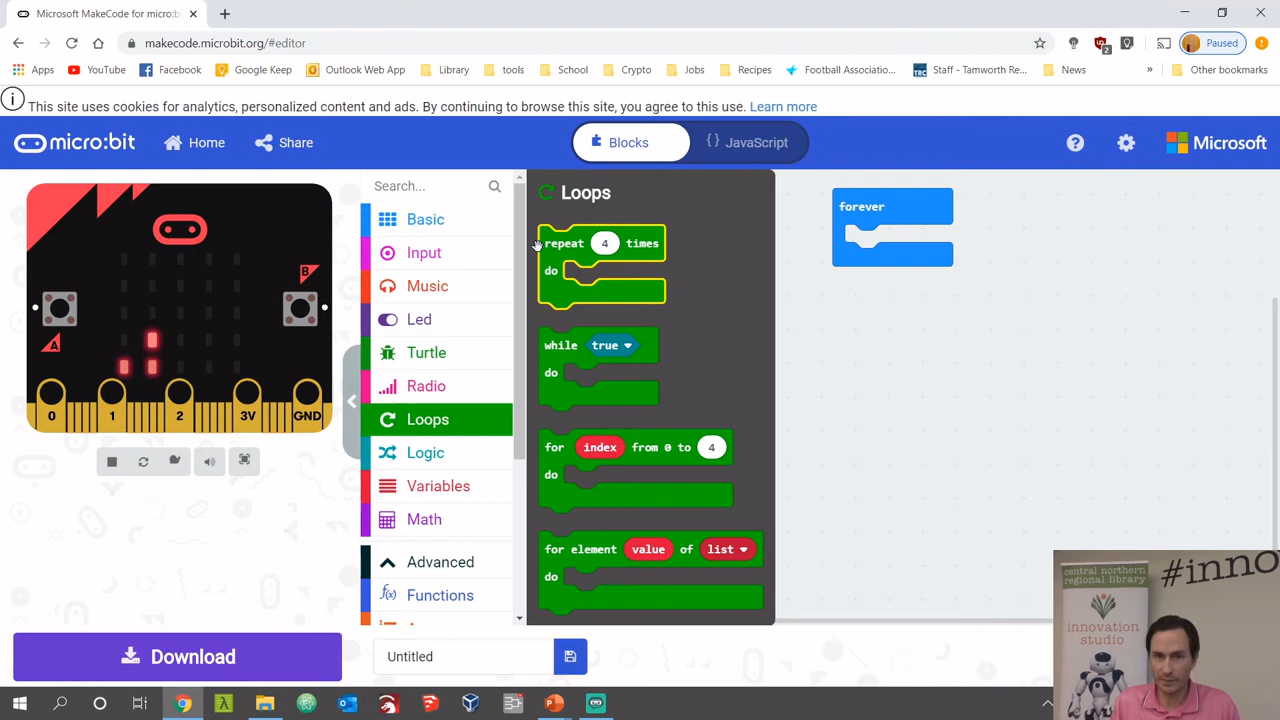 Microsoft MakeCode for micro:b
makecode.microbit.org/#editor
2
Paused
Apps
YouTube
Facebook
Google Keep
Outlook Web App
Library
tools
School
Crypto
Jobs
Recipes
Football Associatio...
Staff - Tamworth Re...
News
»
Other bookmarks
This site uses cookies for analytics, personalized content and ads. By continuing to browse this site, you agree to this use. Learn more
micro:bit
Home
Share
Blocks
{} JavaScript
Microsoft
A
B
0
1
2
3V
GND
Download
Search...
Basic
Input
Music
Led
Turtle
Radio
Loops
Logic
Variables
Math
Advanced
Functions
Loops
repeat 4 times
do
while true
do
for index from 0 to 4
do
for element value of list
do
forever
Untitled
#inno
central northern
regional library
innovation
studio